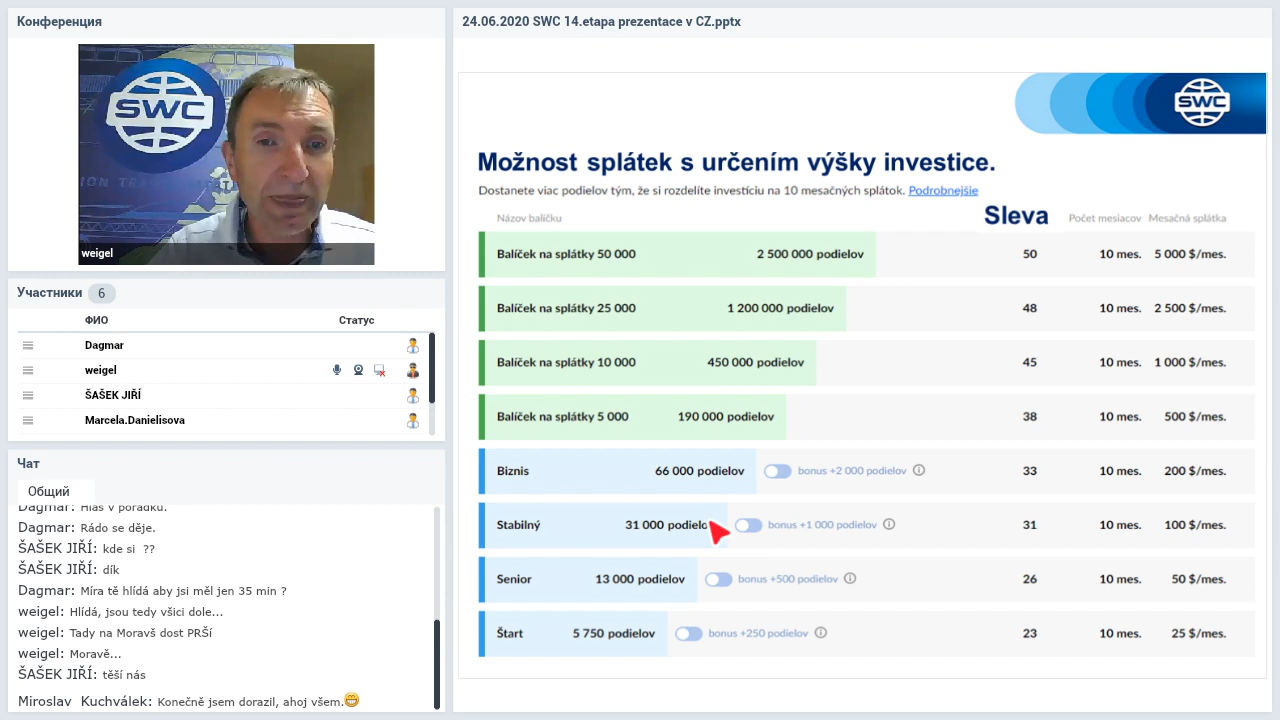 Конференция
SWC
ION TRAN
weigel
Участники 6
ФИО Статус
Dagmar
weigel
ŠAŠEK JIŘÍ
Marcela.Danielisova
Чат
Общий
Dagmar: Hlas v pořádku.
Dagmar: Rádo se děje.
ŠAŠEK JIŘÍ: kde si ??
ŠAŠEK JIŘÍ: dík
Dagmar: Míra tě hlídá aby jsi měl jen 35 min ?
weigel: Hlídá, jsou tedy všici dole...
weigel: Tady na Moravš dost PRŠí
weigel: Moravě...
ŠAŠEK JIŘÍ: těší nás
Miroslav Kuchválek: Konečně jsem dorazil, ahoj všem.😁
24.06.2020 SWC 14.etapa prezentace v CZ.pptx
SWC
Možnost splátek s určením výšky investice.
Dostanete viac podielov tým, že si rozdelíte investíciu na 10 mesačných splátok. Podrobnejšie
Názov balíčku Sleva Počet mesiacov Mesačná splátka
Balíček na splátky 50 000 2 500 000 podielov 50 10 mes. 5 000 $/mes.
Balíček na splátky 25 000 1 200 000 podielov 48 10 mes. 2 500 $/mes.
Balíček na splátky 10 000 450 000 podielov 45 10 mes. 1 000 $/mes.
Balíček na splátky 5 000 190 000 podielov 38 10 mes. 500 $/mes.
Biznis 66 000 podielov bonus +2 000 podielov 33 10 mes. 200 $/mes.
Stabilný 31 000 podielo bonus +1 000 podielov 31 10 mes. 100 $/mes.
Senior 13 000 podielov bonus +500 podielov 26 10 mes. 50 $/mes.
Štart 5 750 podielov bonus +250 podielov 23 10 mes. 25 $/mes.